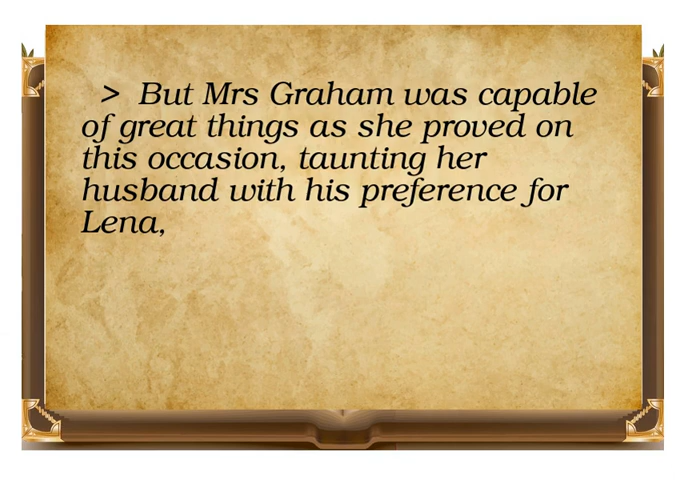 > But Mrs Graham was capable
of great things as she proved on
this occasion, taunting her
husband with his preference for
Lena,